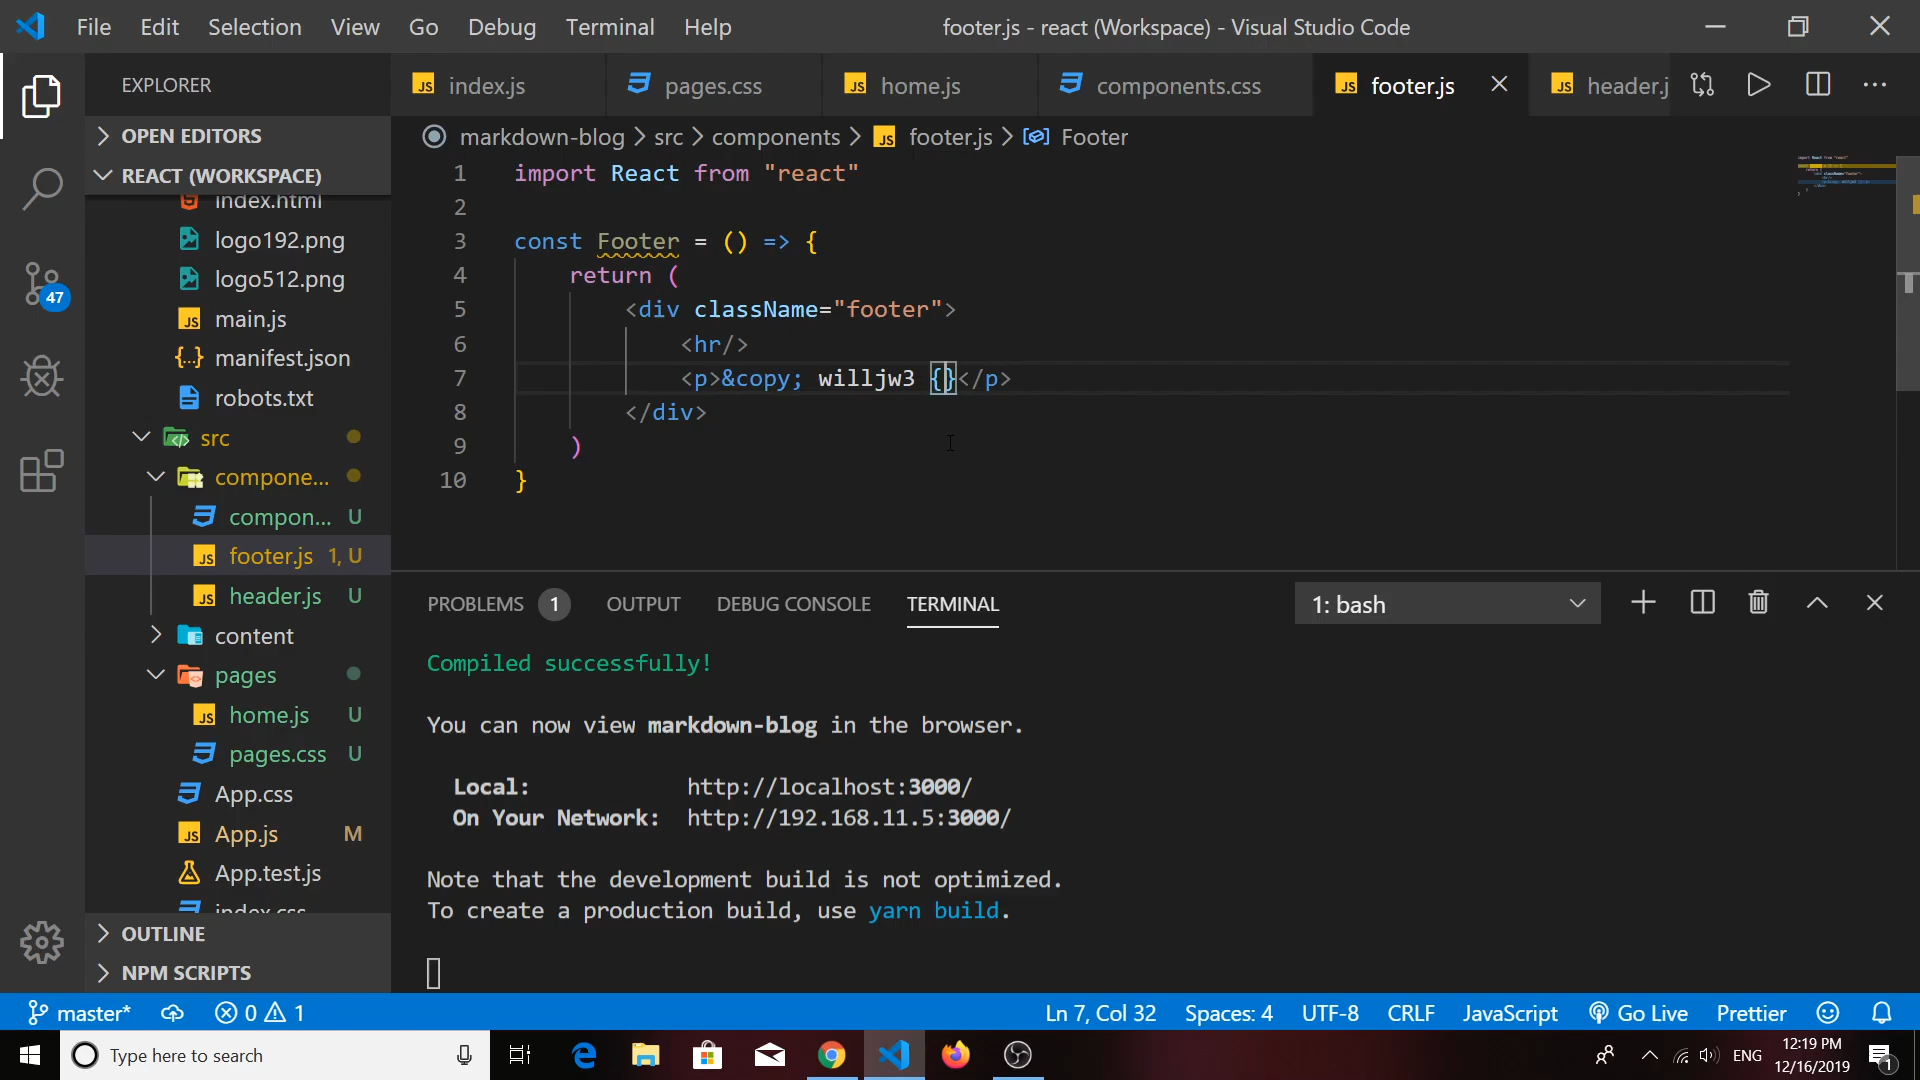 File Edit Selection View Go Debug Terminal Help
footer.js - react (Workspace) - Visual Studio Code
EXPLORER
index.js
pages.css
home.js
components.css
footer.js
header.j
OPEN EDITORS
REACT (WORKSPACE)
index.html
logo192.png
logo512.png
main.js
manifest.json
robots.txt
src
compone...
compon... U
footer.js 1, U
header.js U
content
pages
home.js U
pages.css U
App.css
App.js M
App.test.js
index.css
OUTLINE
NPM SCRIPTS
47
markdown-blog > src > components > footer.js > Footer
1 import React from "react"
2
3 const Footer = () => {
4 return (
5 <div className="footer">
6 <hr/>
7 <p>&copy; willjw3 {}</p>
8 </div>
9 )
10 }
PROBLEMS 1 OUTPUT DEBUG CONSOLE TERMINAL
1: bash
Compiled successfully!
You can now view markdown-blog in the browser.
Local: http://localhost:3000/
On Your Network: http://192.168.11.5:3000/
Note that the development build is not optimized.
To create a production build, use yarn build.
master* 0 1
Ln 7, Col 32 Spaces: 4 UTF-8 CRLF JavaScript Go Live Prettier
Type here to search
ENG
12:19 PM
12/16/2019
1